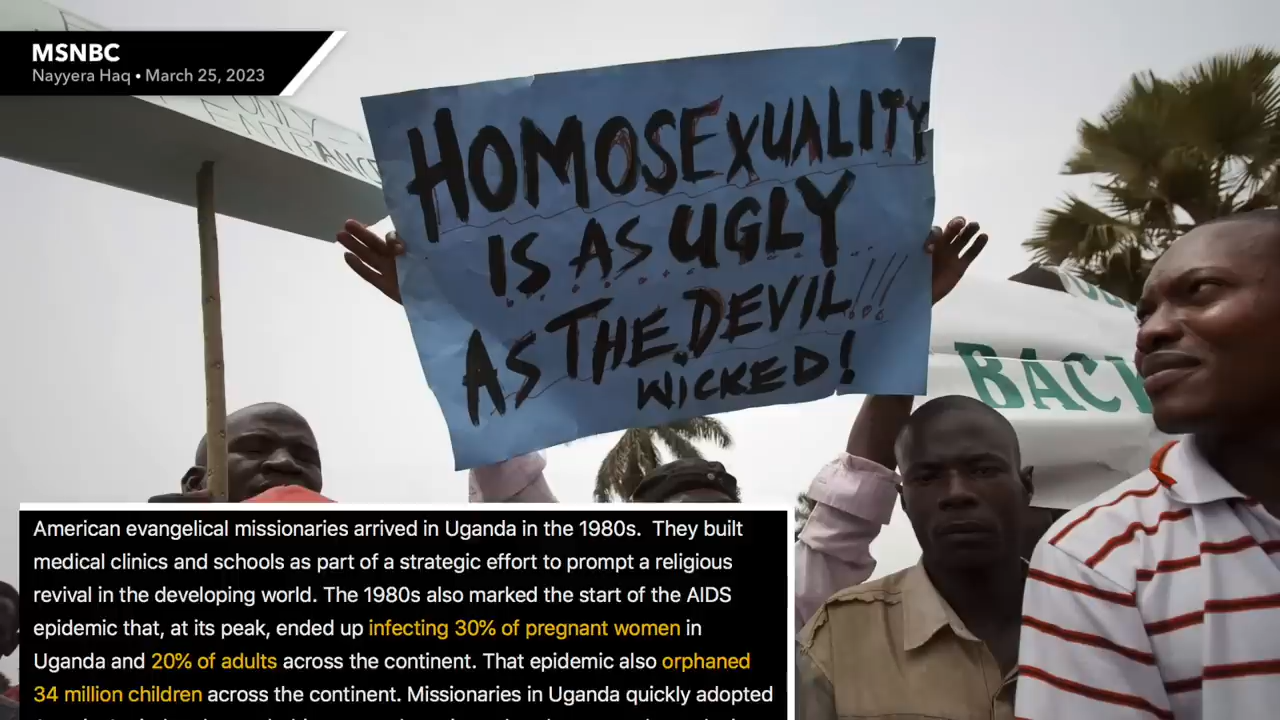 MSNBC
Nayyera Haq • March 25, 2023
ONLY
ENTRANCE
HOMOSEXUALITY
IS AS UGLY
AS THE DEVIL!!!
WICKED!
American evangelical missionaries arrived in Uganda in the 1980s. They built
medical clinics and schools as part of a strategic effort to prompt a religious
revival in the developing world. The 1980s also marked the start of the AIDS
epidemic that, at its peak, ended up infecting 30% of pregnant women in
Uganda and 20% of adults across the continent. That epidemic also orphaned
34 million children across the continent. Missionaries in Uganda quickly adopted